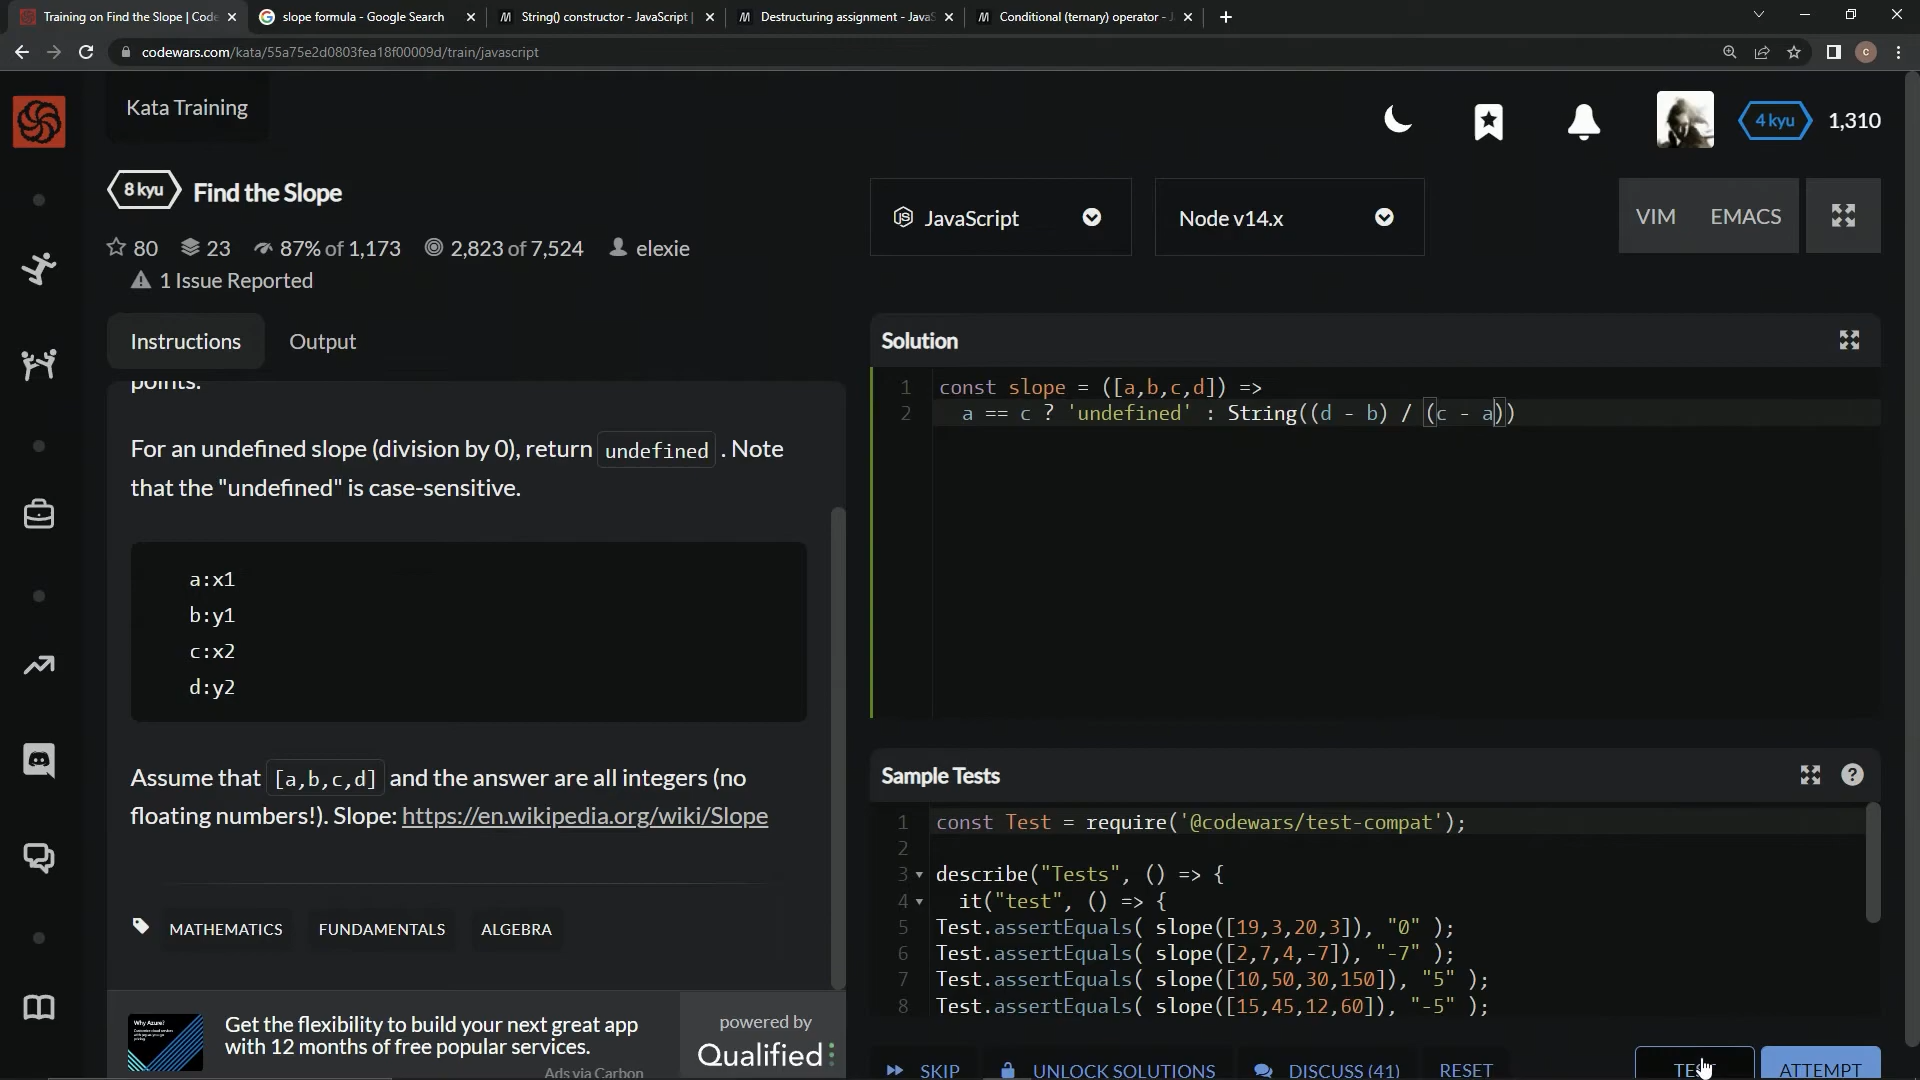 Training on Find the Slope | Code
slope formula - Google Search
String() constructor - JavaScript |
Destructuring assignment - JavaS
Conditional (ternary) operator - J
codewars.com/kata/55a75e2d0803fea18f00009d/train/javascript
C
Kata Training
4 kyu
1,310
8 kyu Find the Slope
80 23 87% of 1,173 2,823 of 7,524 elexie
1 Issue Reported
JavaScript
Node v14.x
VIM EMACS
Instructions Output
points.
For an undefined slope (division by 0), return undefined . Note
that the "undefined" is case-sensitive.
a:x1
b:y1
c:x2
d:y2
Assume that [a,b,c,d] and the answer are all integers (no
floating numbers!). Slope: https://en.wikipedia.org/wiki/Slope
MATHEMATICS FUNDAMENTALS ALGEBRA
Why Azure?
Get the flexibility to build your next great app
with 12 months of free popular services.
Ads via Carbon
powered by
Qualified
Solution
1 const slope = ([a,b,c,d]) =>
2 a == c ? 'undefined' : String((d - b) / (c - a))
Sample Tests
1 const Test = require('@codewars/test-compat');
2
3 describe("Tests", () => {
4 it("test", () => {
5 Test.assertEquals( slope([19,3,20,3]), "0" );
6 Test.assertEquals( slope([2,7,4,-7]), "-7" );
7 Test.assertEquals( slope([10,50,30,150]), "5" );
8 Test.assertEquals( slope([15,45,12,60]), "-5" );
SKIP UNLOCK SOLUTIONS DISCUSS (41) RESET TEST ATTEMPT